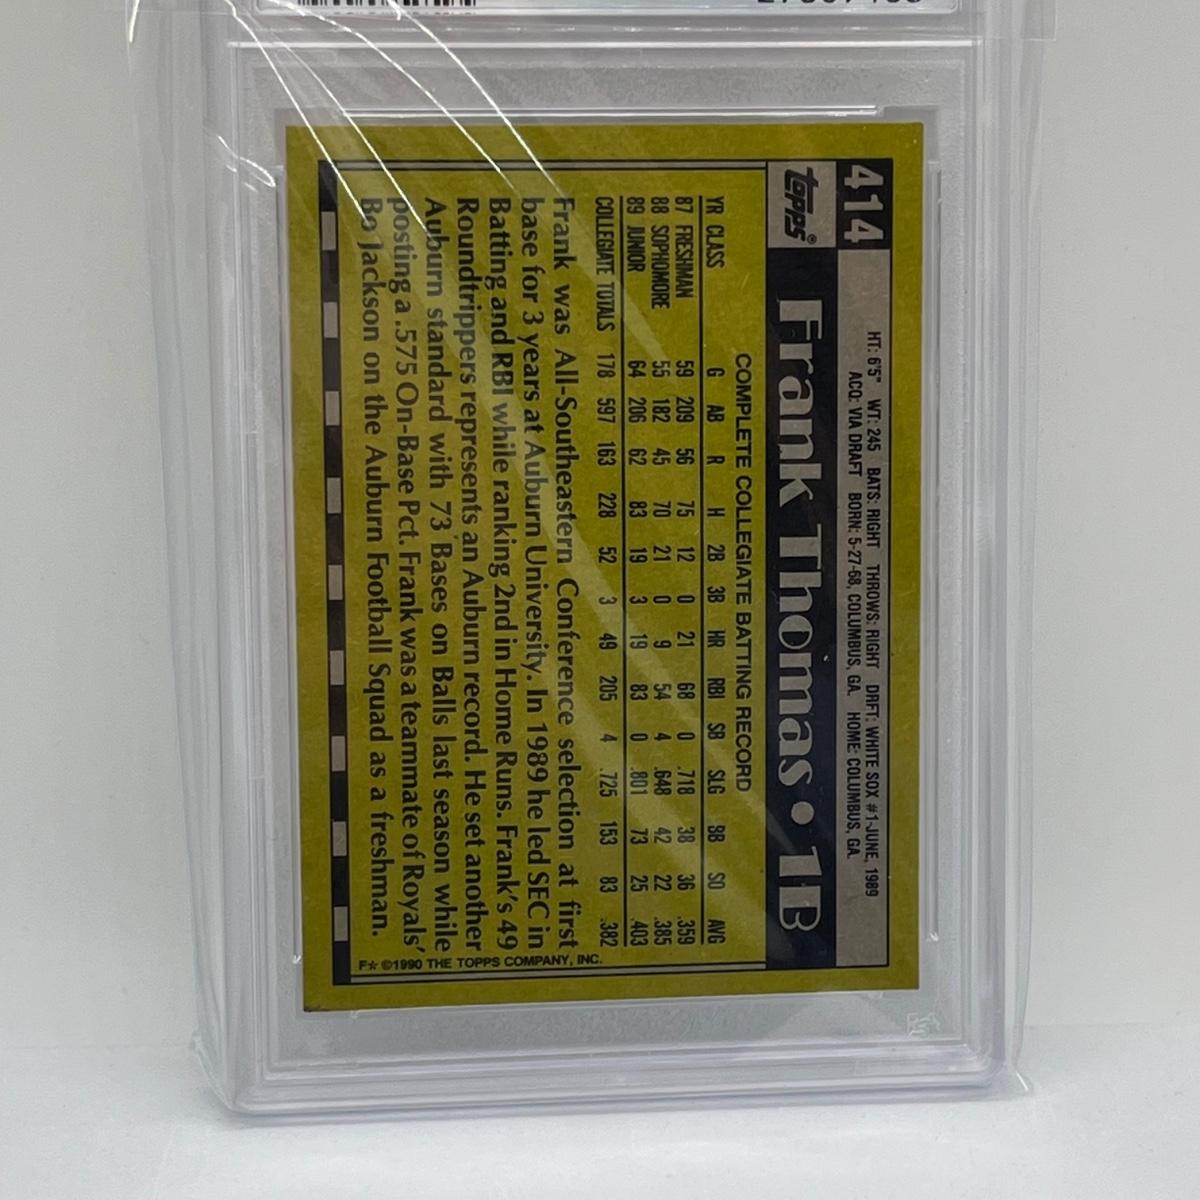 414
topps®
HT: 6'5" WT: 245 BATS: RIGHT THROWS: RIGHT DRFT: WHITE SOX #1-JUNE, 1989
ACQ: VIA DRAFT BORN: 5-27-68, COLUMBUS, GA. HOME: COLUMBUS, GA.
Frank Thomas • 1B
COMPLETE COLLEGIATE BATTING RECORD
YR CLASS G AB R H 2B 3B HR RBI SB SLG BB SO AVG
87 FRESHMAN 59 209 56 75 12 0 21 68 0 .718 38 36 .359
88 SOPHOMORE 55 182 45 70 21 0 9 54 4 .648 42 22 .385
89 JUNIOR 64 206 62 83 19 3 19 83 0 .801 73 25 .403
COLLEGIATE TOTALS 178 597 163 228 52 3 49 205 4 .725 153 83 .382
Frank was All-Southeastern Conference selection at first
base for 3 years at Auburn University. In 1989 he led SEC in
Batting and RBI while ranking 2nd in Home Runs. Frank's 49
Roundtrippers represents an Auburn record. He set another
Auburn standard with 73 Bases on Balls last season while
posting a .575 On-Base Pct. Frank was a teammate of Royals'
Bo Jackson on the Auburn Football Squad as a freshman.
F☆ ©1990 THE TOPPS COMPANY, INC.